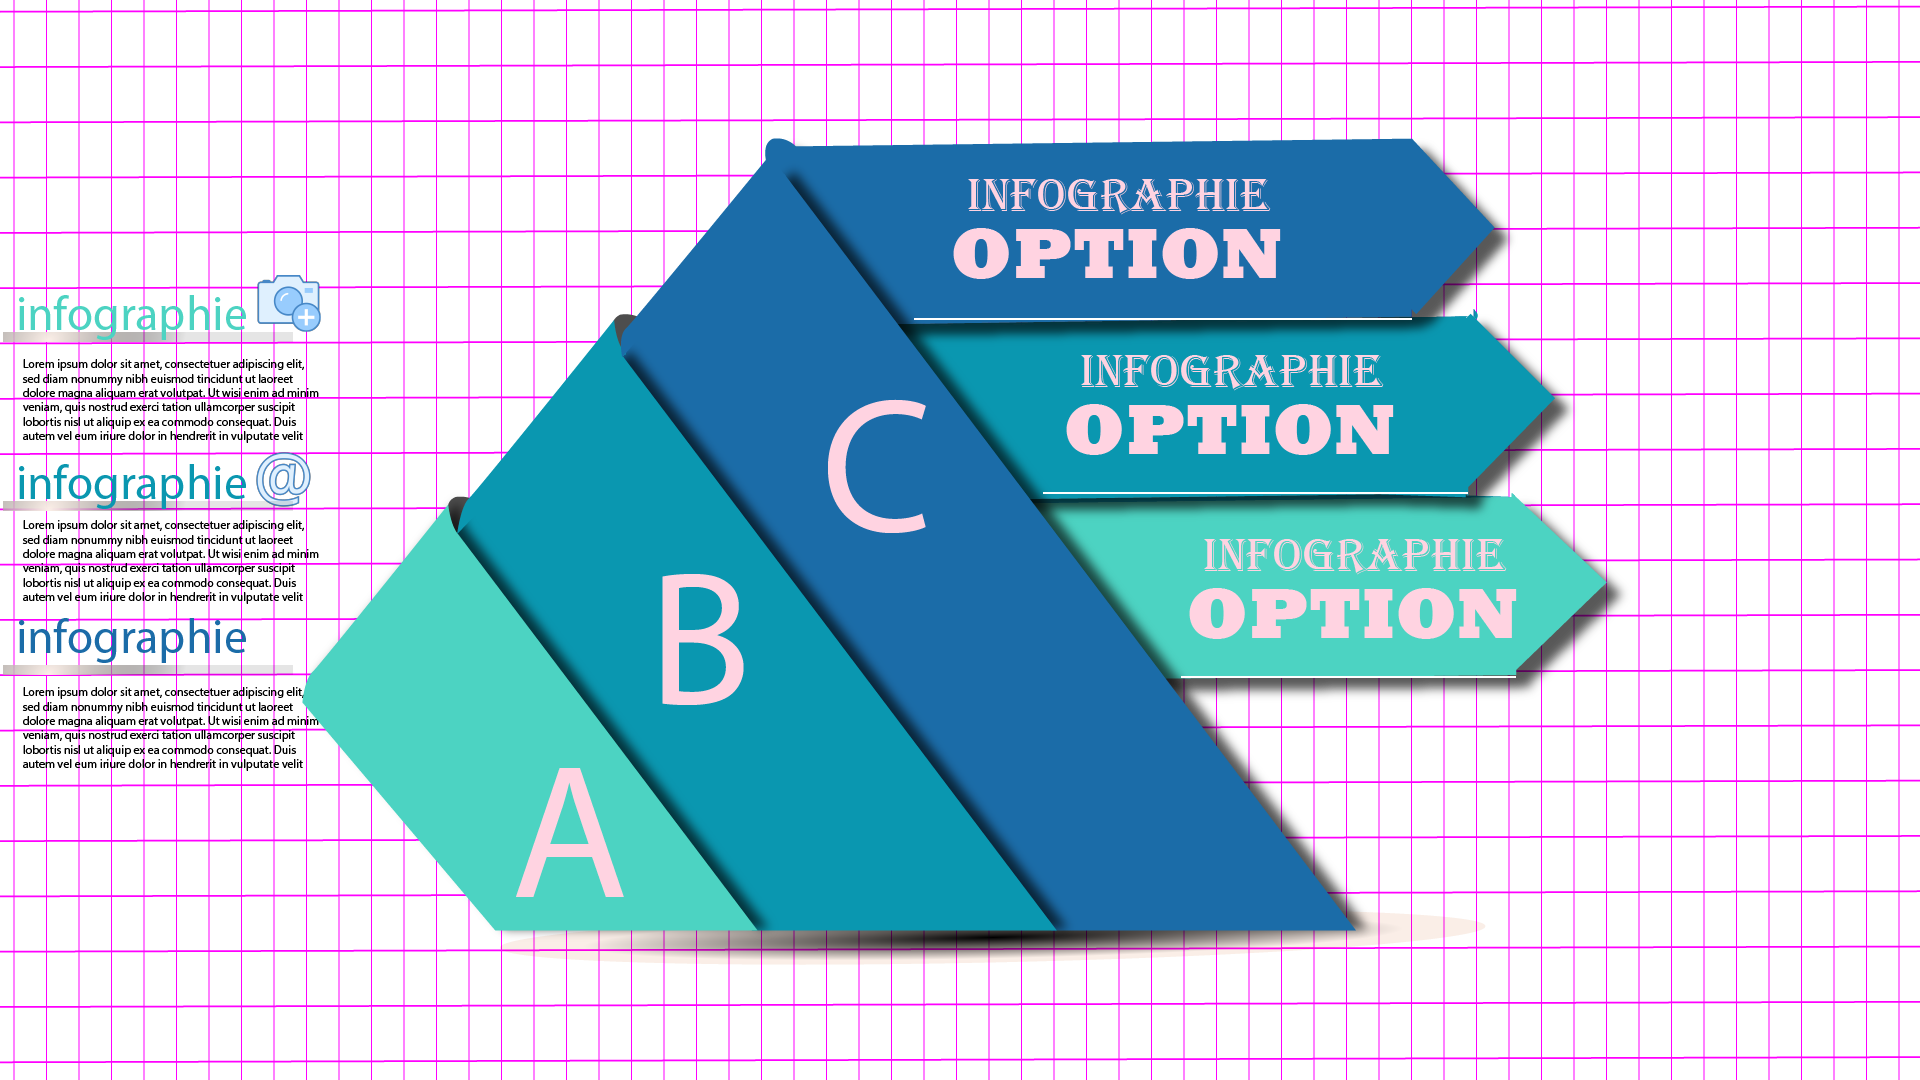 infographie
Lorem ipsum dolor sit amet, consectetuer adipiscing elit,
sed diam nonummy nibh euismod tincidunt ut laoreet
dolore magna aliquam erat volutpat. Ut wisi enim ad minim
veniam, quis nostrud exerci tation ullamcorper suscipit
lobortis nisl ut aliquip ex ea commodo consequat. Duis
autem vel eum iriure dolor in hendrerit in vulputate velit
infographie @
Lorem ipsum dolor sit amet, consectetuer adipiscing elit,
sed diam nonummy nibh euismod tincidunt ut laoreet
dolore magna aliquam erat volutpat. Ut wisi enim ad minim
veniam, quis nostrud exerci tation ullamcorper suscipit
lobortis nisl ut aliquip ex ea commodo consequat. Duis
autem vel eum iriure dolor in hendrerit in vulputate velit
infographie
Lorem ipsum dolor sit amet, consectetuer adipiscing elit,
sed diam nonummy nibh euismod tincidunt ut laoreet
dolore magna aliquam erat volutpat. Ut wisi enim ad minim
veniam, quis nostrud exerci tation ullamcorper suscipit
lobortis nisl ut aliquip ex ea commodo consequat. Duis
autem vel eum iriure dolor in hendrerit in vulputate velit
A
B
C
INFOGRAPHIE
OPTION
INFOGRAPHIE
OPTION
INFOGRAPHIE
OPTION